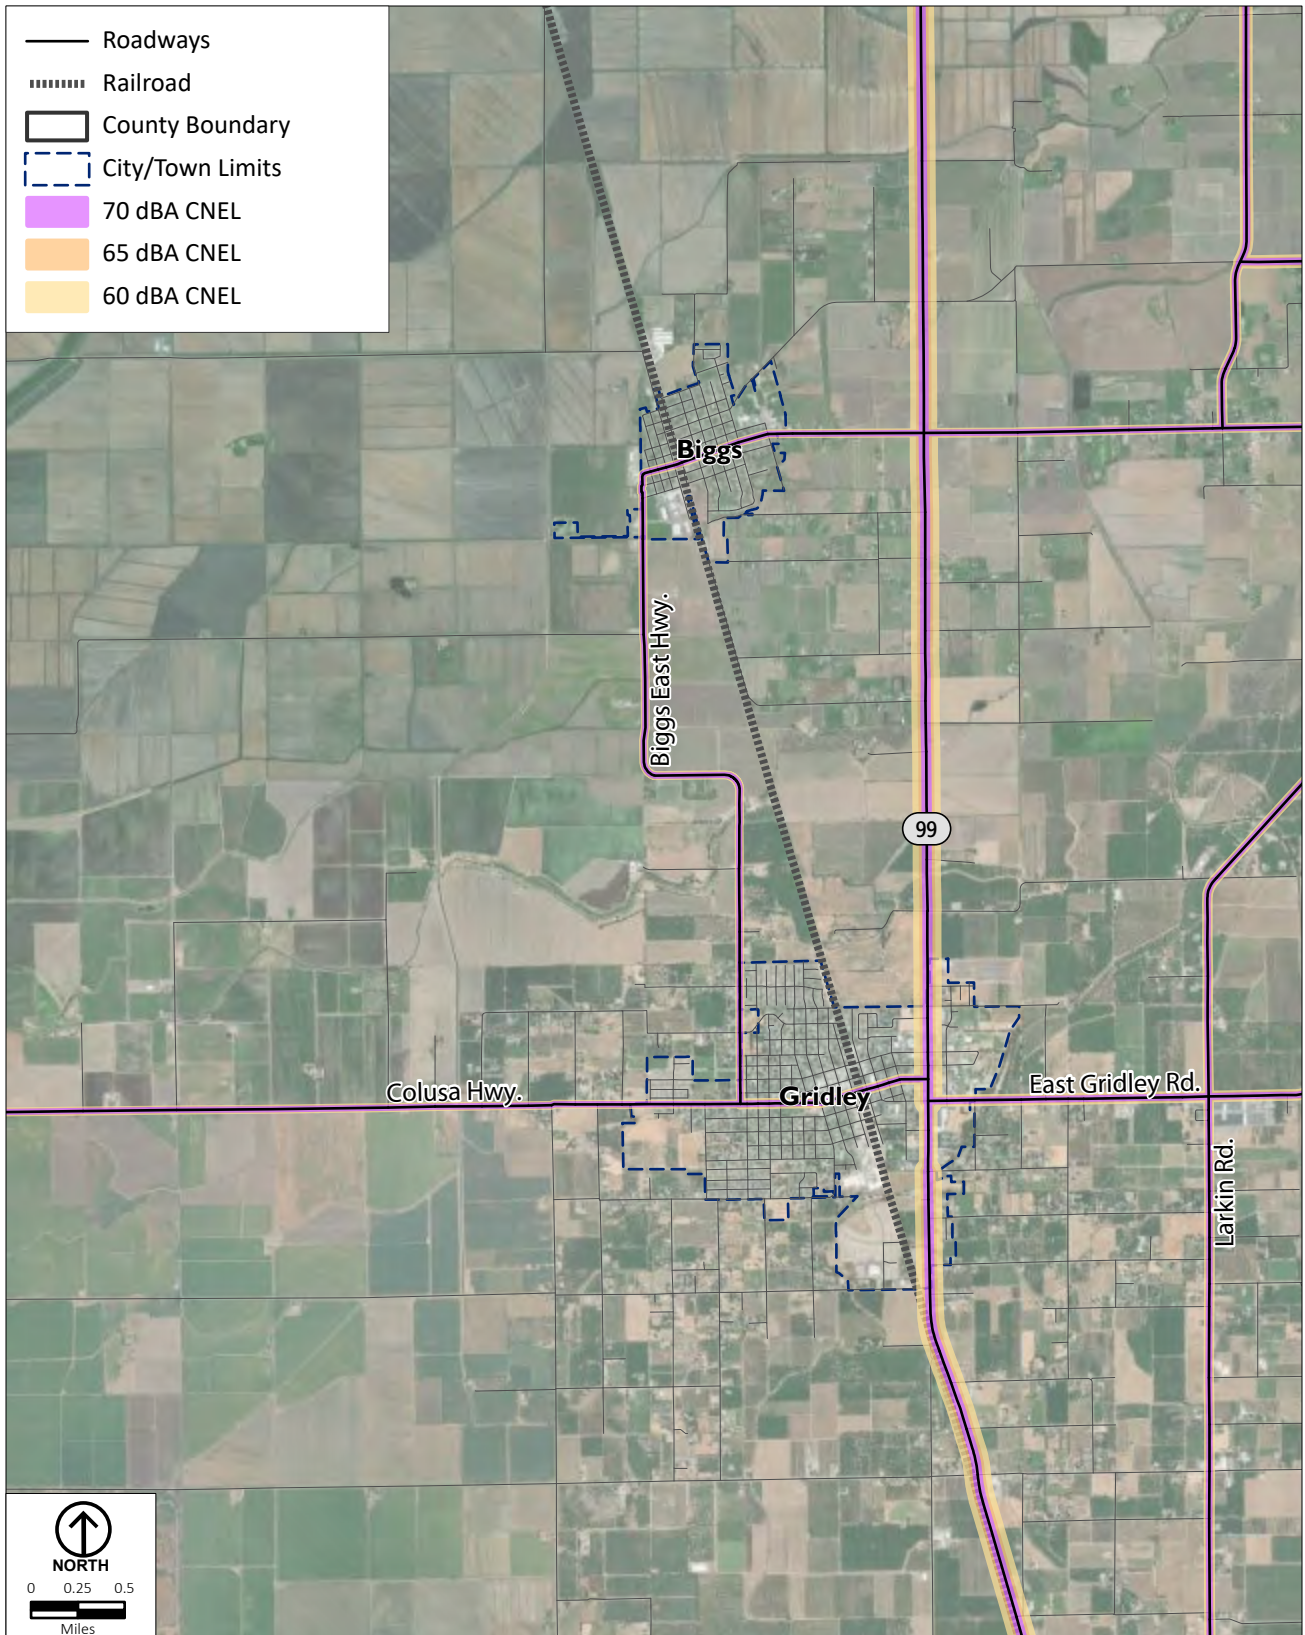 Roadways
Railroad
County Boundary
City/Town Limits
70 dBA CNEL
65 dBA CNEL
60 dBA CNEL
Biggs
Biggs East Hwy.
99
Colusa Hwy.
Gridley
East Gridley Rd.
Larkin Rd.
NORTH
0 0.25 0.5
Miles